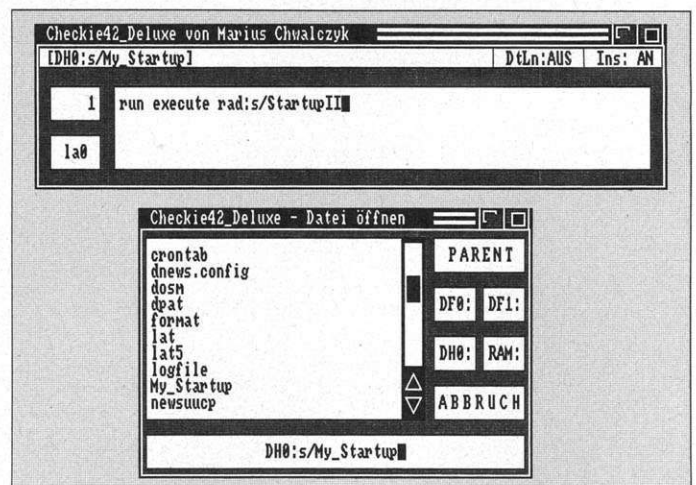 Checkie42_Deluxe von Marius Chwalczyk
[DH0:s/My_Startup] DtLn:AUS Ins: AN
1 run execute rad:s/StartupII
la0
Checkie42_Deluxe - Datei öffnen
crontab
dnews.config
dosm
dpat
format
lat
lat5
logfile
My_Startup
newsuucp
PARENT
DF0: DF1:
DH0: RAM:
ABBRUCH
DH0:s/My_Startup